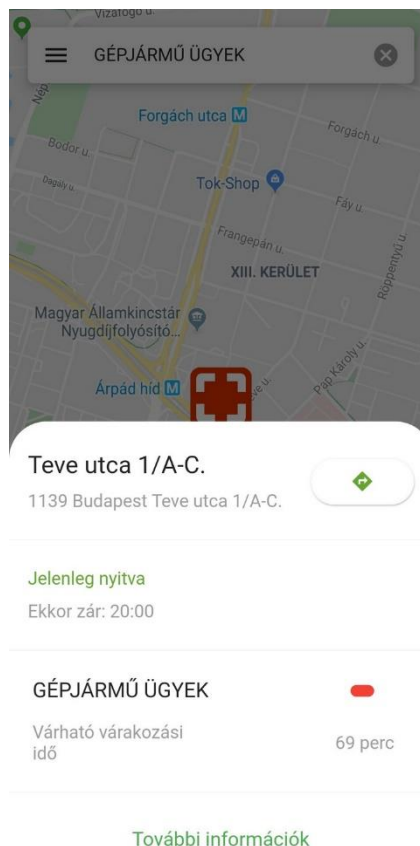 Vizafogó u.
GÉPJÁRMŰ ÜGYEK
Nép
Forgách utca M
Forgách u.
Bodor u.
Dagály u.
Tok-Shop
Fáy u.
Frangepán u.
Röppentyű u.
XIII. KERÜLET
Magyar Államkincstár
Nyugdíjfolyósító...
Pap Károly u.
Árpád híd M
eve u.
Teve utca 1/A-C.
1139 Budapest Teve utca 1/A-C.
Jelenleg nyitva
Ekkor zár: 20:00
GÉPJÁRMŰ ÜGYEK
Várható várakozási
idő
69 perc
További információk